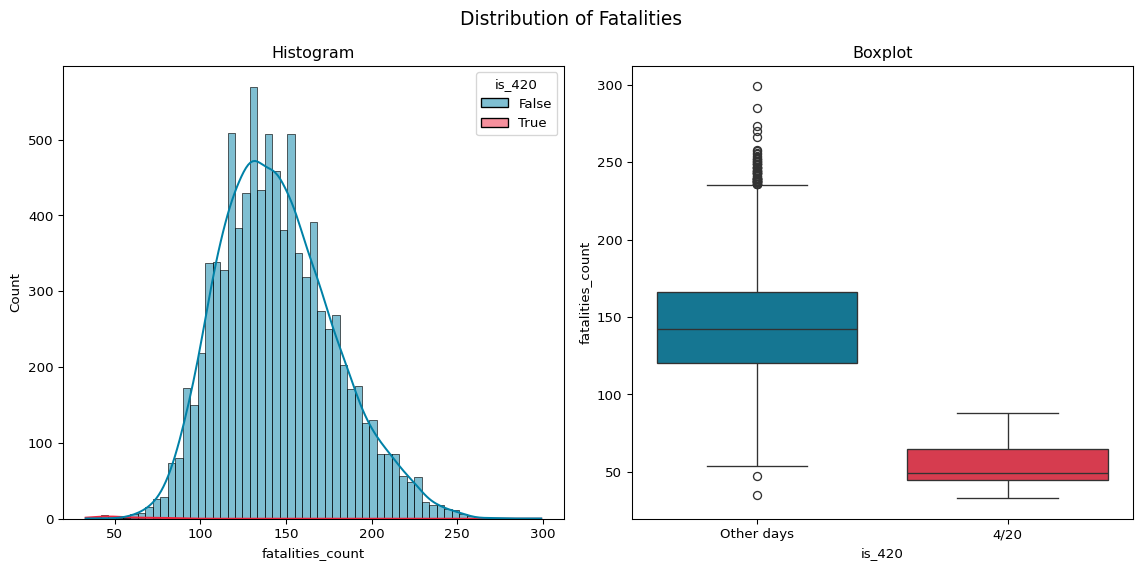 Distribution of Fatalities
Histogram
is_420
False
True
Count
500
400
300
200
100
0
50
100
150
200
250
300
fatalities_count
Boxplot
fatalities_count
300
250
200
150
100
50
Other days
4/20
is_420